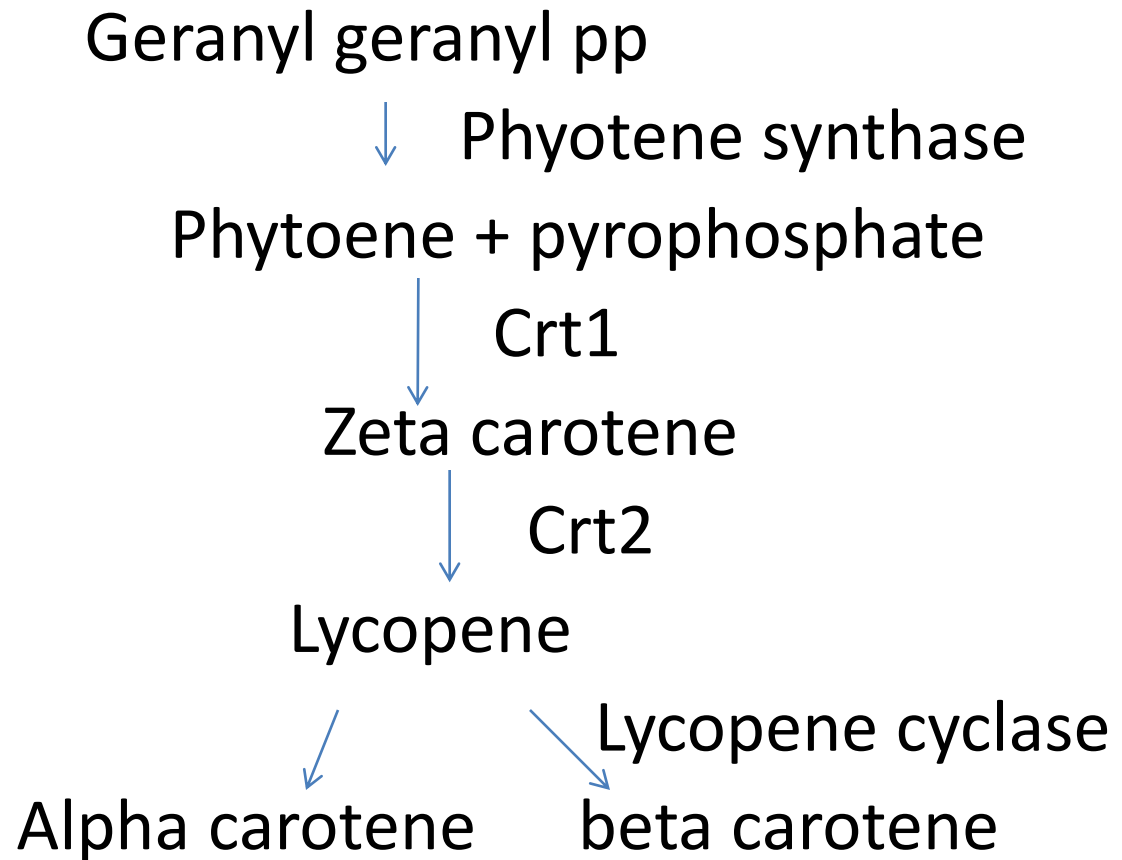 Geranyl geranyl pp
Phyotene synthase
Phytoene + pyrophosphate
Crt1
Zeta carotene
Crt2
Lycopene
Lycopene cyclase
Alpha carotene beta carotene